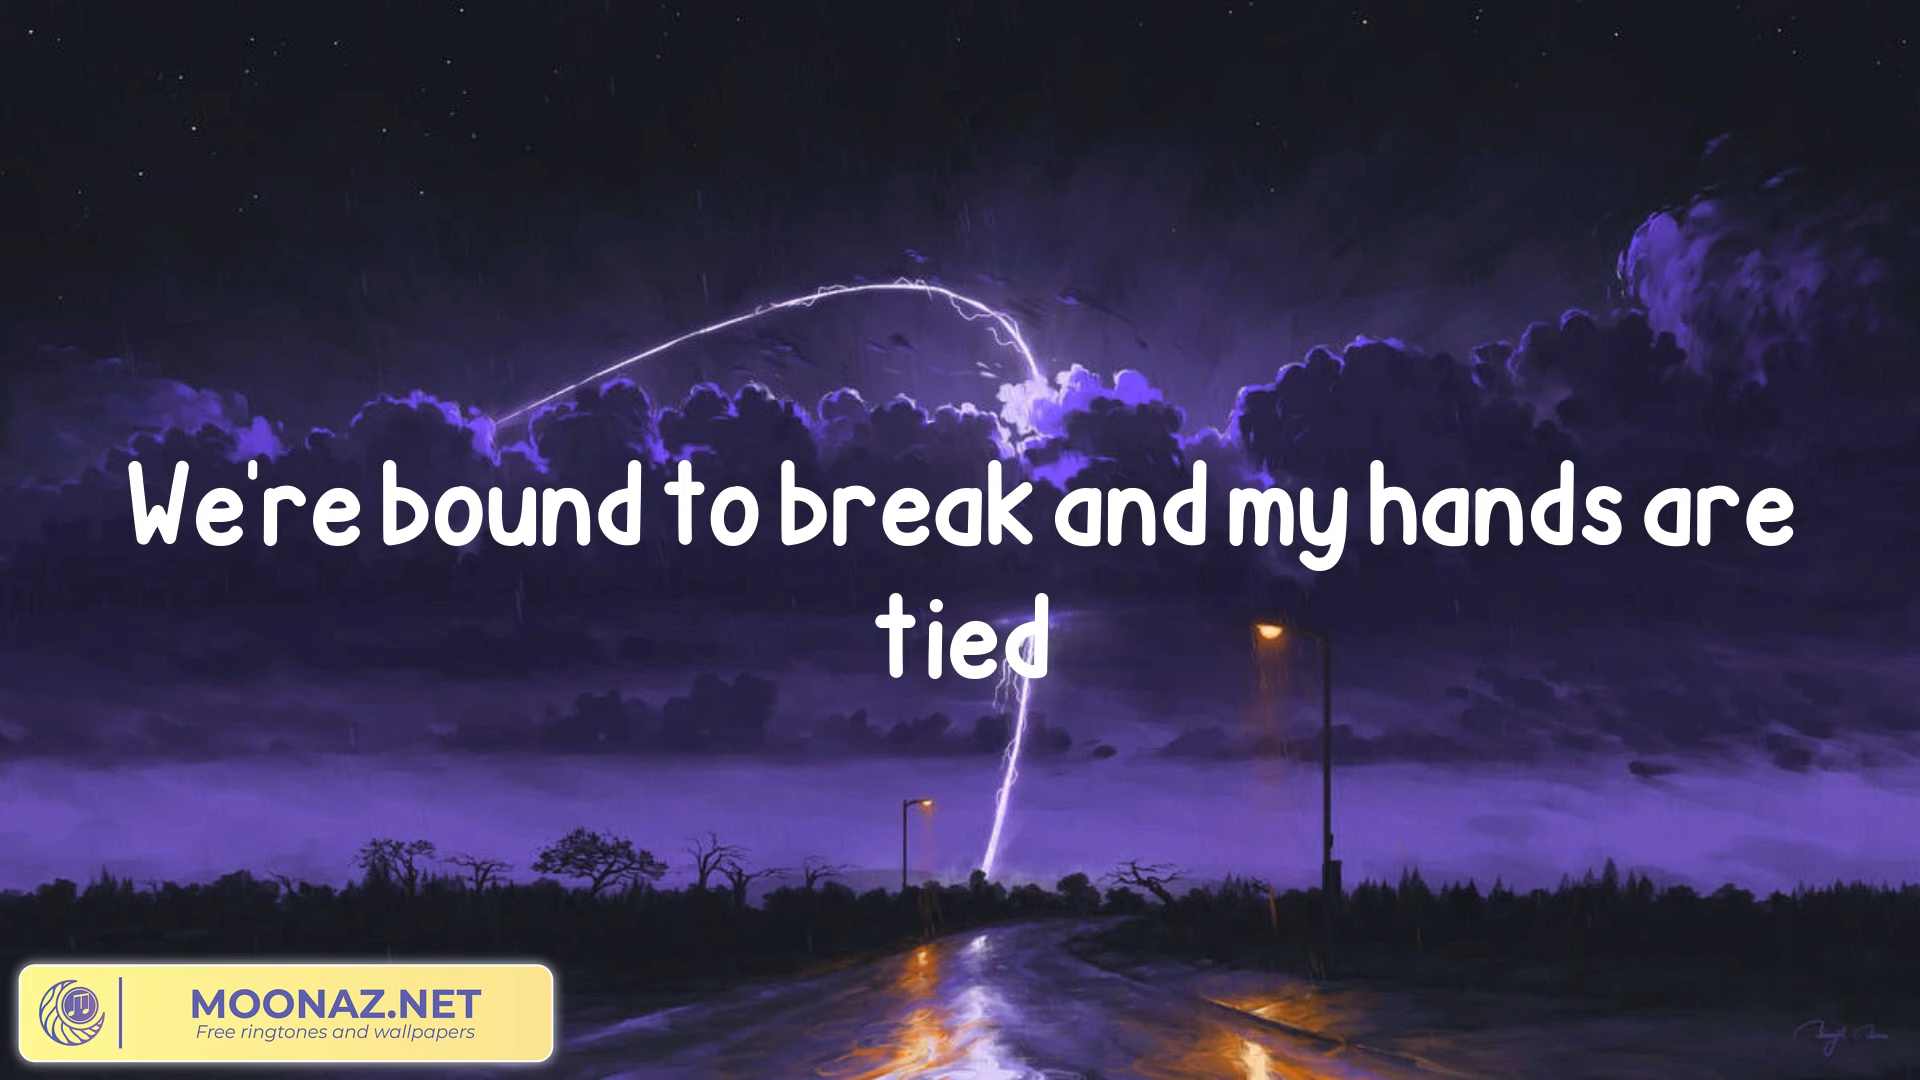 We're bound to break and my hands are
tied
MOONAZ.NET
Free ringtones and wallpapers